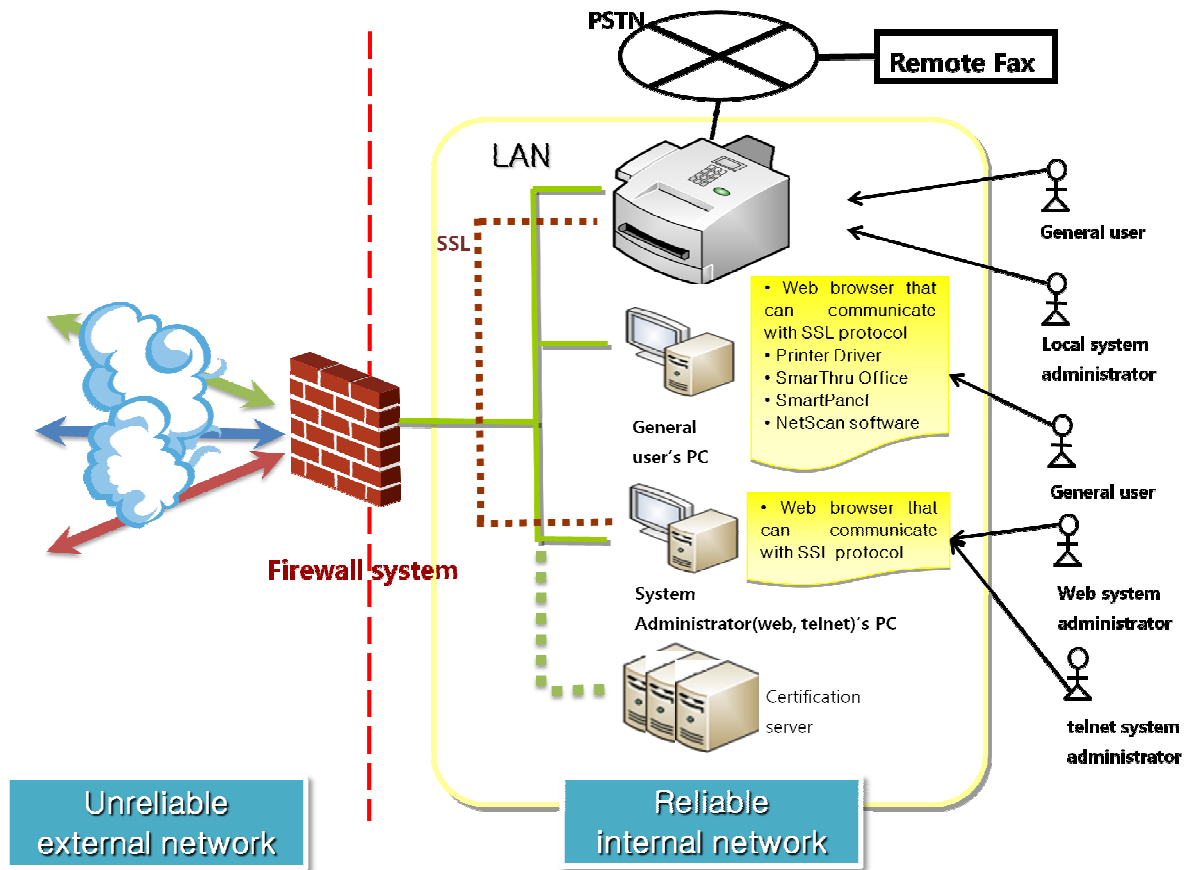 PSTN
Remote Fax
LAN
SSL
General user
• Web browser that
can communicate
with SSL protocol
• Printer Driver
• SmarThru Office
• SmartPanel
• NetScan software
Local system
administrator
General
user's PC
General user
• Web browser that
can communicate
with SSL protocol
Firewall system
System
Administrator(web, telnet)'s PC
Web system
administrator
Certification
server
telnet system
administrator
Unreliable
external network
Reliable
internal network